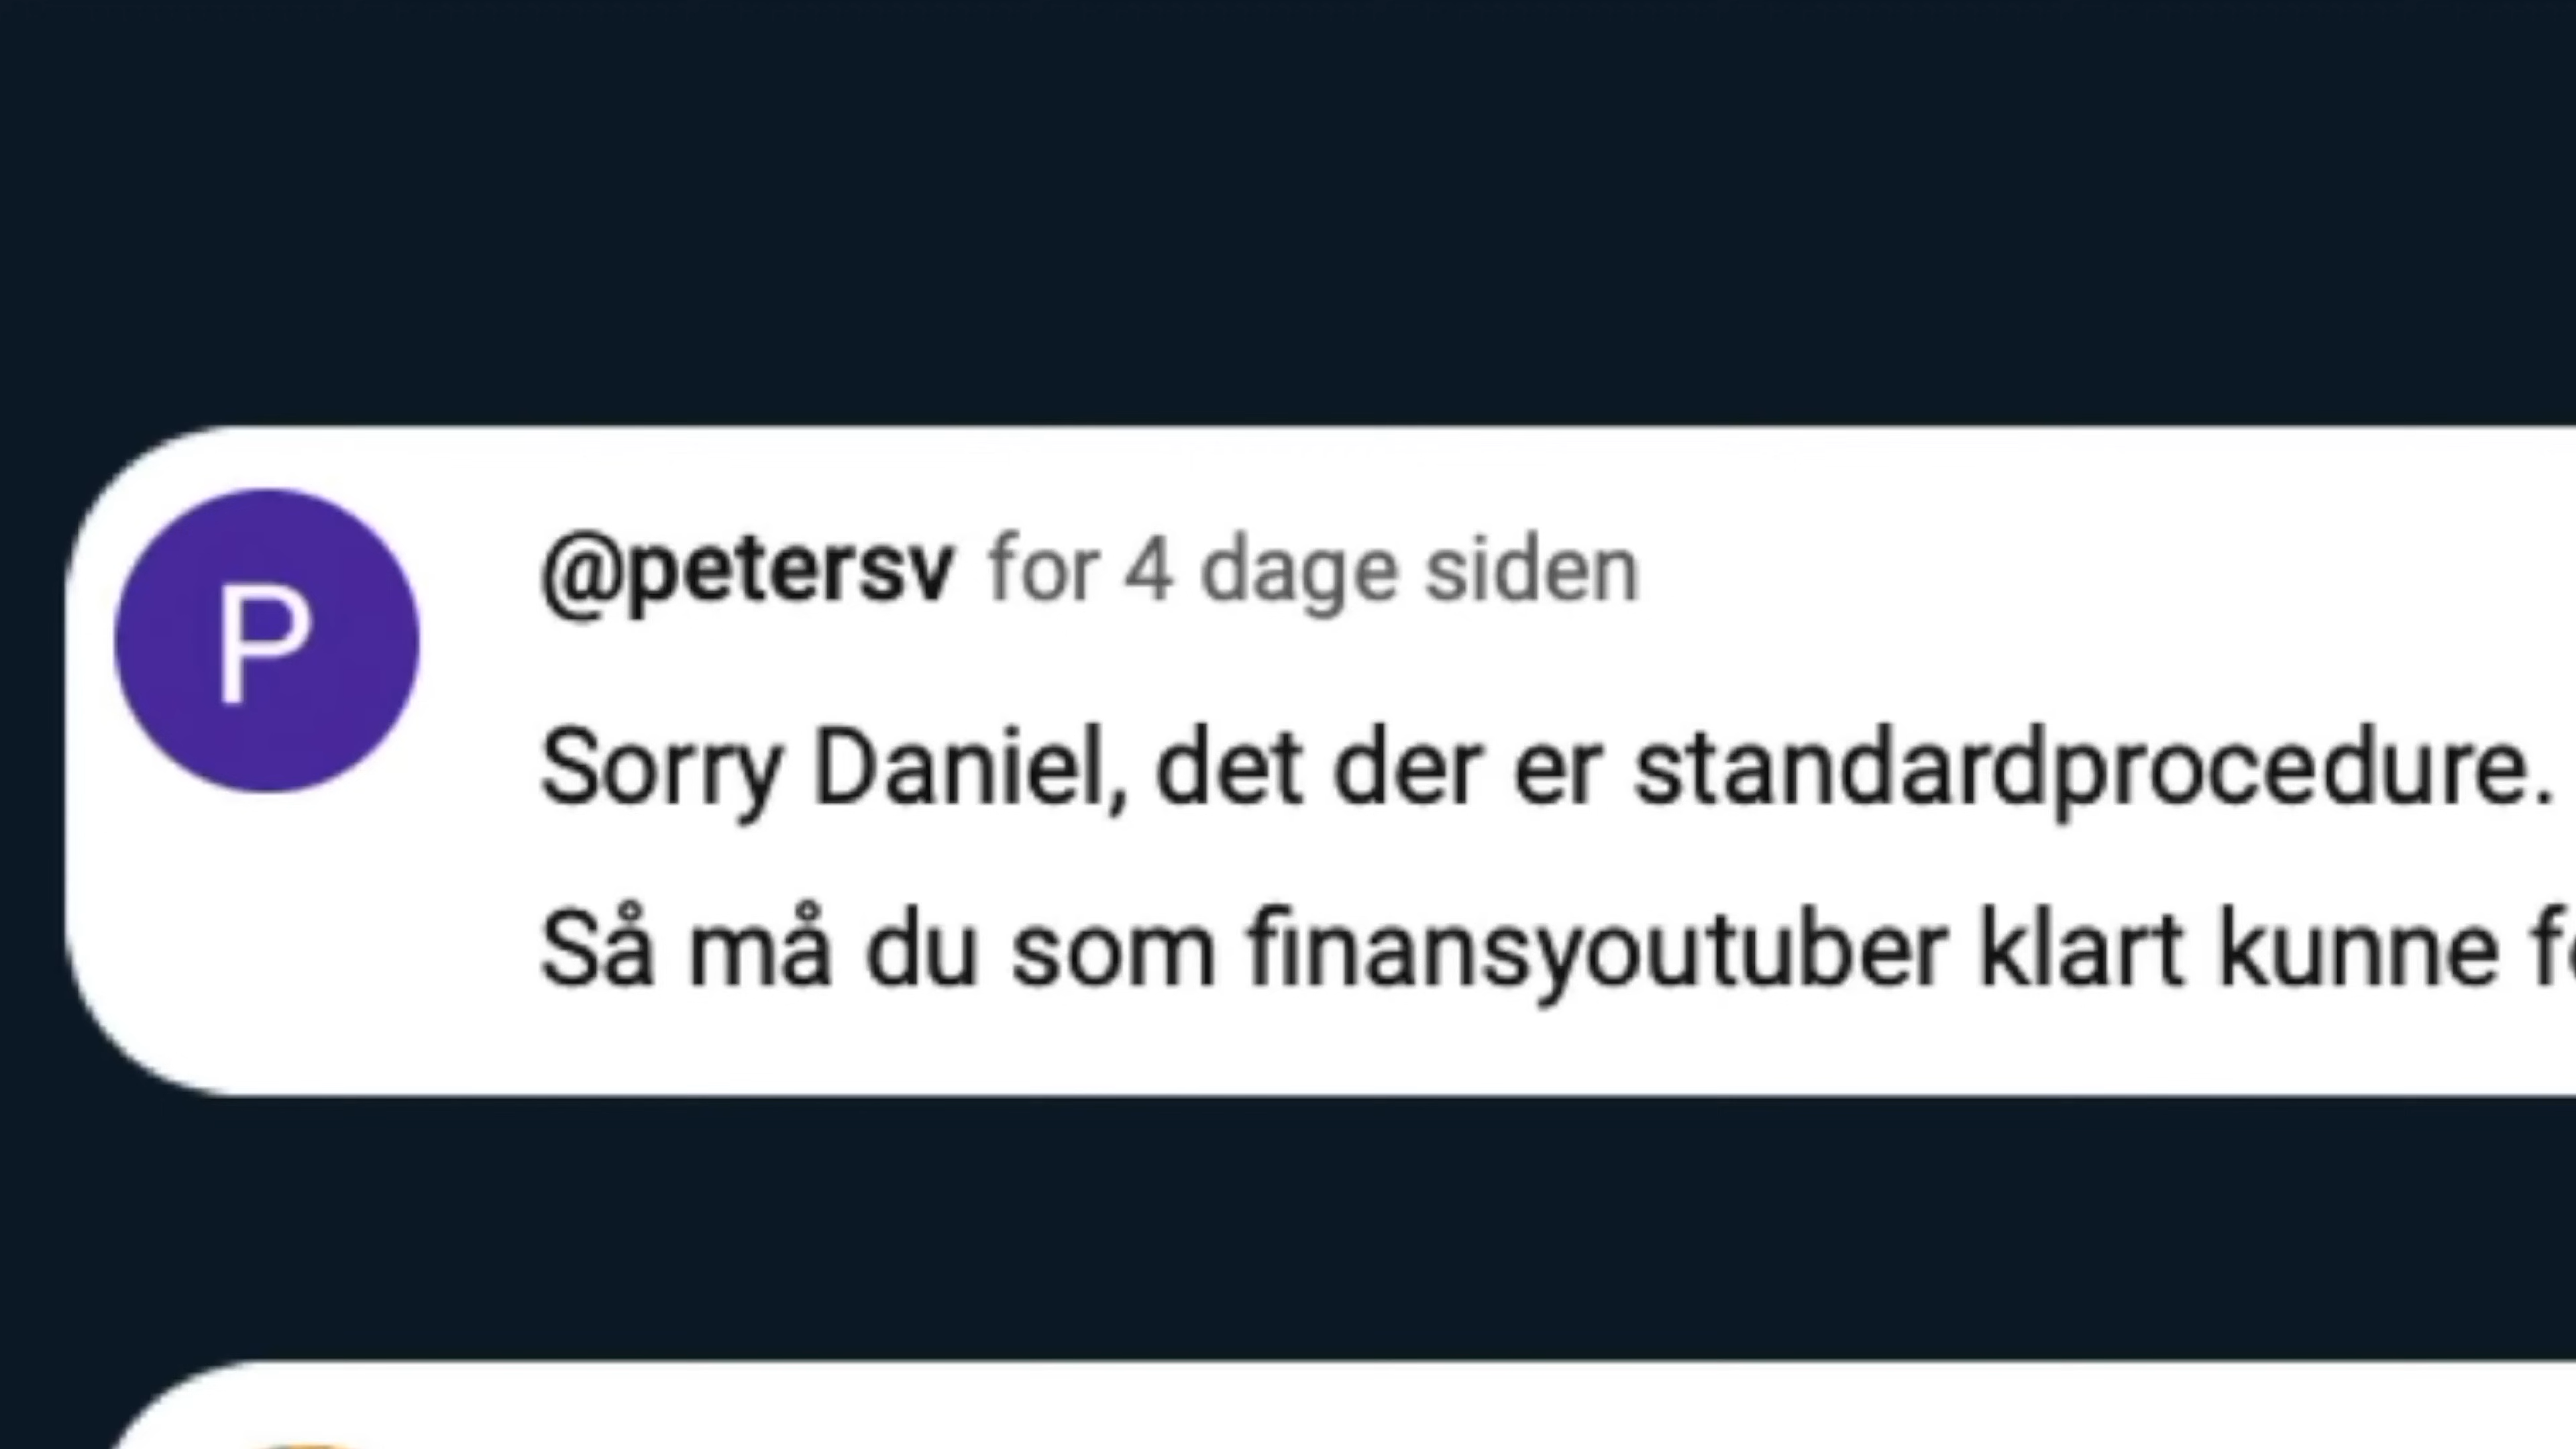 P
@petersv for 4 dage siden
Sorry Daniel, det der er standardprocedure.
Så må du som finansyoutuber klart kunne